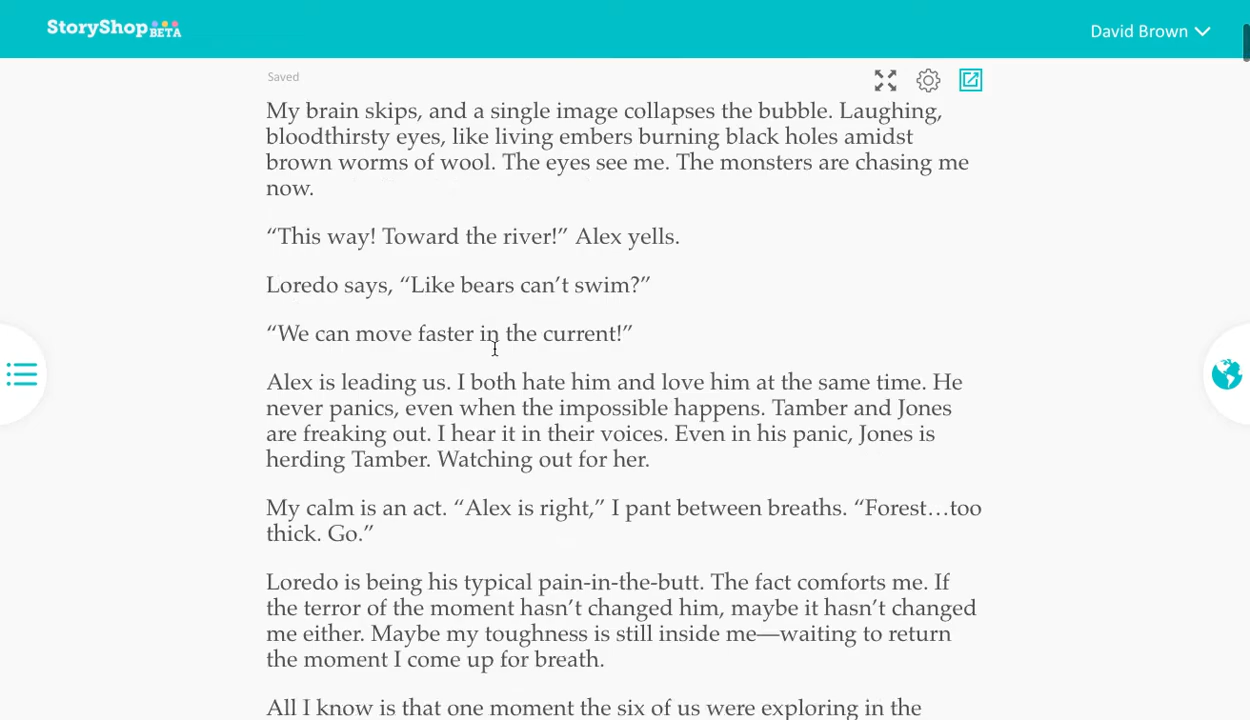 StoryShop BETA
David Brown
Saved
My brain skips, and a single image collapses the bubble. Laughing,
bloodthirsty eyes, like living embers burning black holes amidst
brown worms of wool. The eyes see me. The monsters are chasing me
now.
“This way! Toward the river!” Alex yells.
Loredo says, “Like bears can’t swim?”
“We can move faster in the current!”
Alex is leading us. I both hate him and love him at the same time. He
never panics, even when the impossible happens. Tamber and Jones
are freaking out. I hear it in their voices. Even in his panic, Jones is
herding Tamber. Watching out for her.
My calm is an act. “Alex is right,” I pant between breaths. “Forest…too
thick. Go.”
Loredo is being his typical pain-in-the-butt. The fact comforts me. If
the terror of the moment hasn’t changed him, maybe it hasn’t changed
me either. Maybe my toughness is still inside me—waiting to return
the moment I come up for breath.
All I know is that one moment the six of us were exploring in the